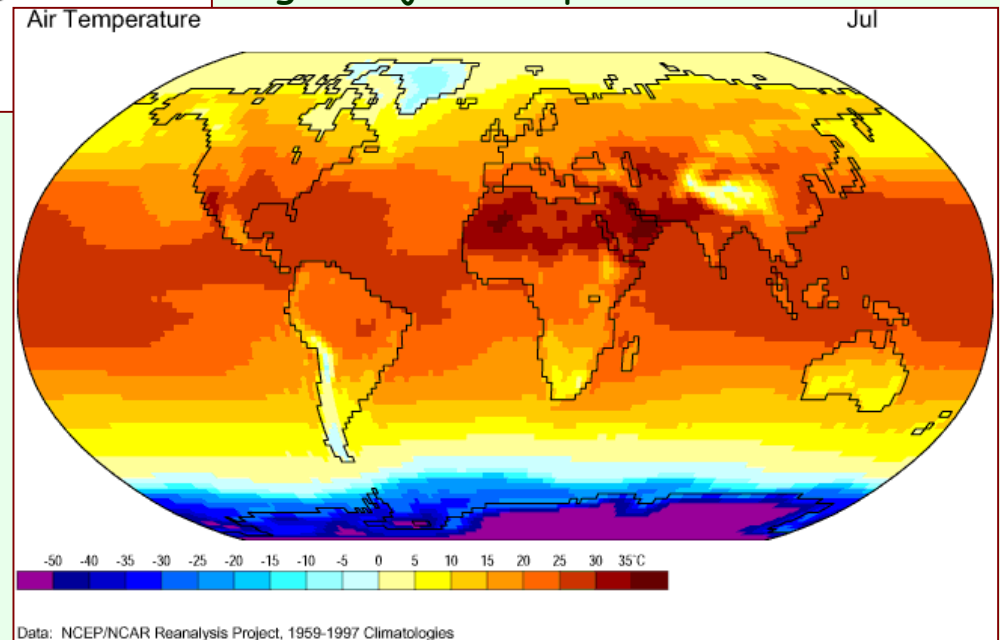 Air Temperature Jul
-50 -40 -35 -30 -25 -20 -15 -10 -5 0 5 10 15 20 25 30 35°C
Data: NCEP/NCAR Reanalysis Project, 1959-1997 Climatologies